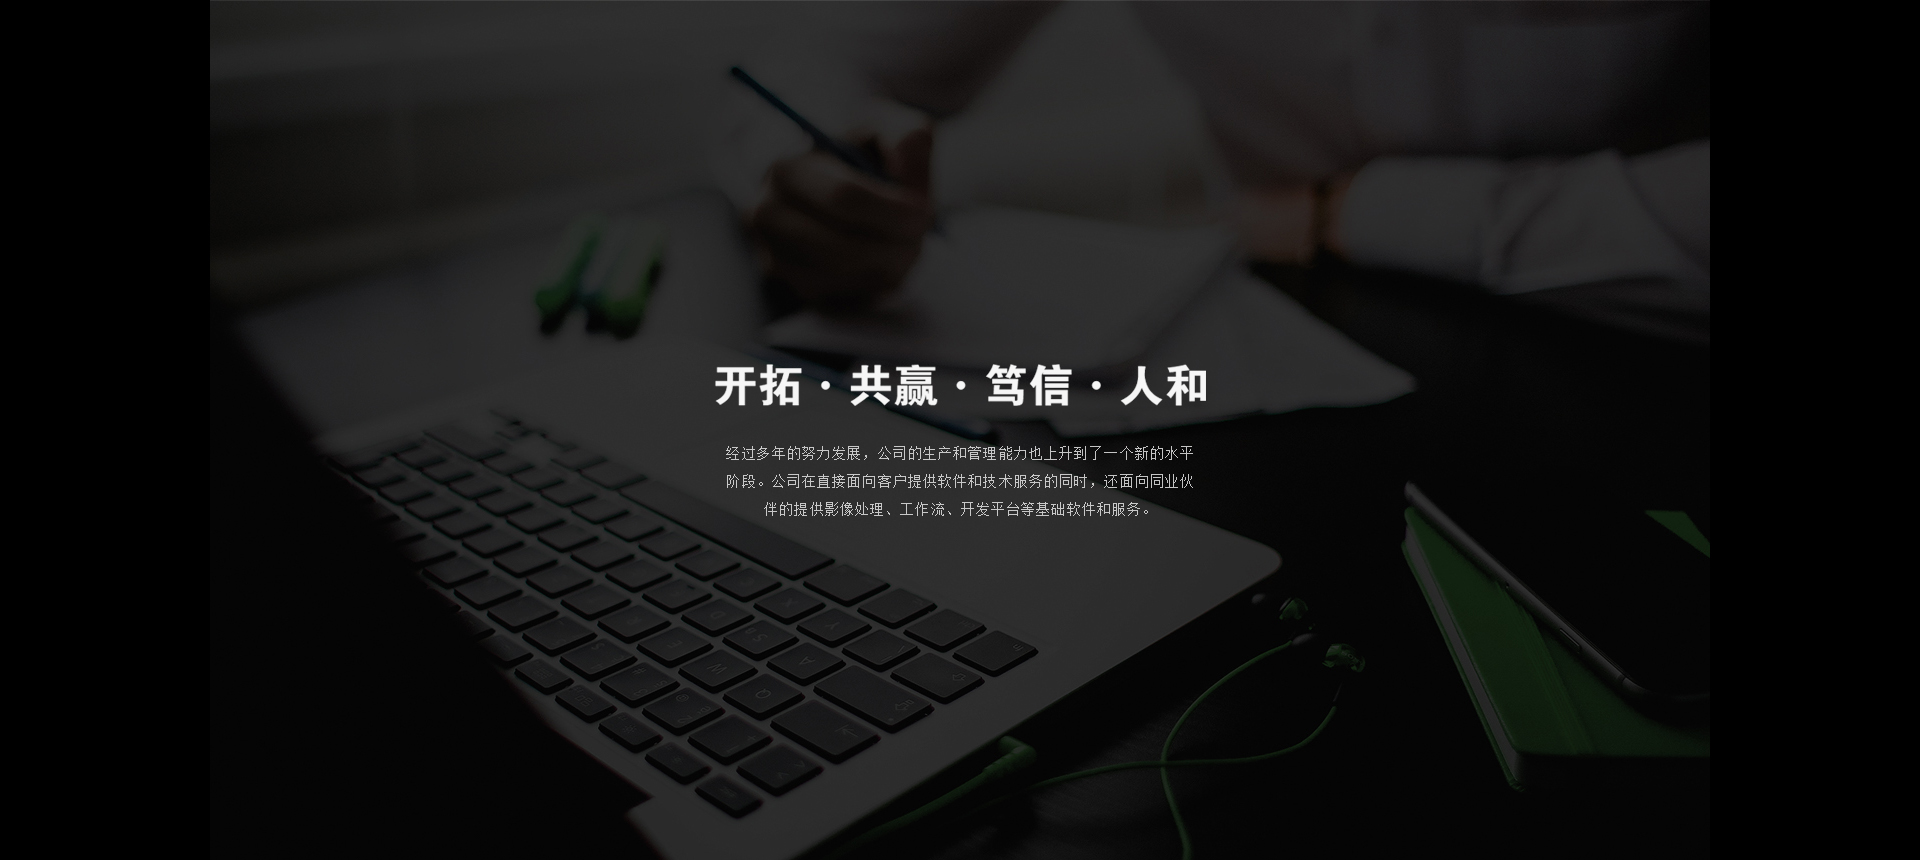 开拓·共赢·笃信·人和
经过多年的努力发展，公司的生产和管理能力也上升到了一个新的水平
阶段。公司在直接面向客户提供软件和技术服务的同时，还面向同业伙
伴的提供影像处理、工作流、开发平台等基础软件和服务。